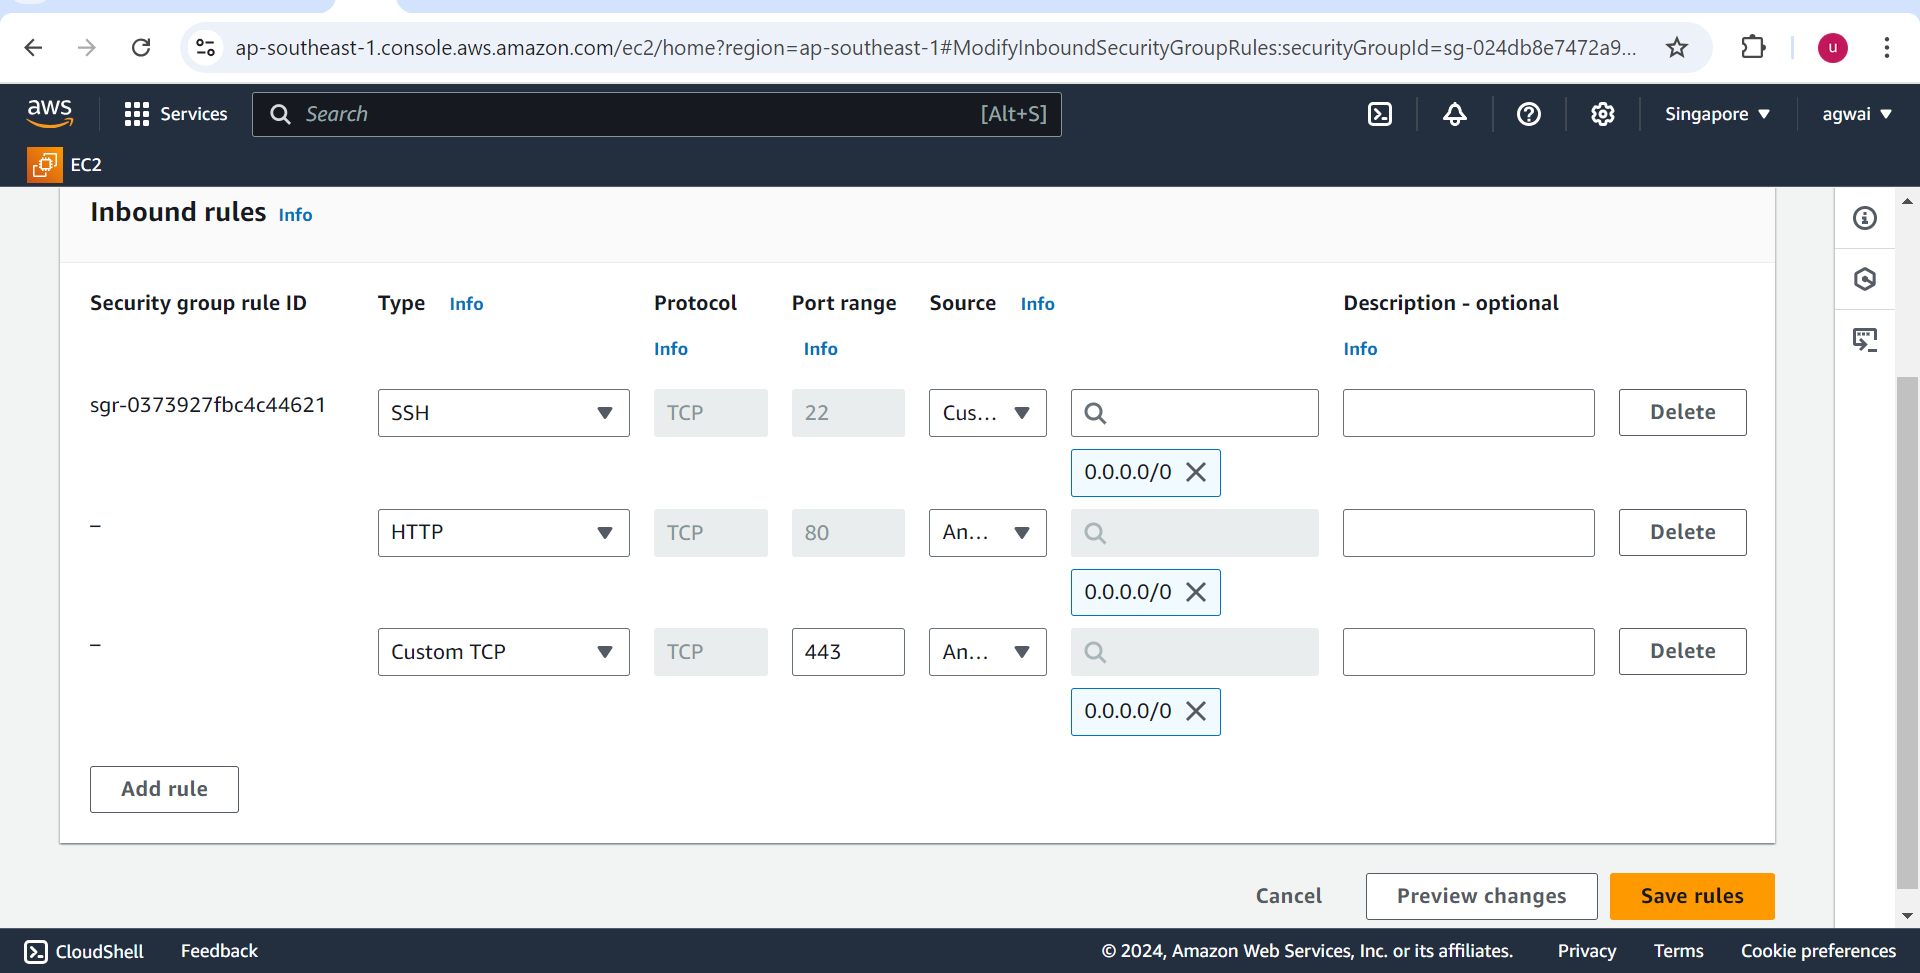 ap-southeast-1.console.aws.amazon.com/ec2/home?region=ap-southeast-1#ModifyInboundSecurityGroupRules:securityGroupId=sg-024db8e7472a9...
u
aws
Services
Search
[Alt+S]
Singapore
agwai
EC2
Inbound rules Info
Security group rule ID
Type Info
Protocol
Info
Port range
Info
Source Info
Description - optional
Info
sgr-0373927fbc4c44621
SSH
TCP
22
Cus...
Delete
0.0.0.0/0
–
HTTP
TCP
80
An...
Delete
0.0.0.0/0
–
Custom TCP
TCP
443
An...
Delete
0.0.0.0/0
Add rule
Cancel
Preview changes
Save rules
CloudShell
Feedback
© 2024, Amazon Web Services, Inc. or its affiliates.
Privacy
Terms
Cookie preferences